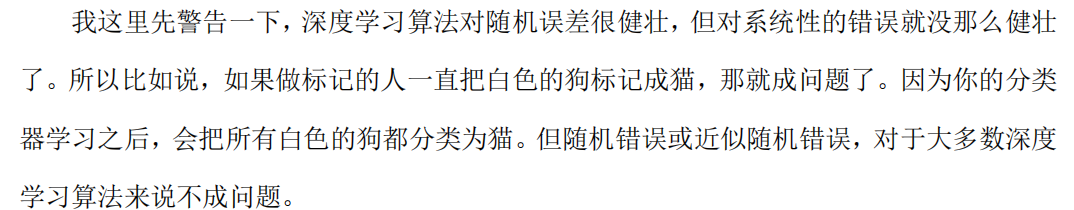 我这里先警告一下，深度学习算法对随机误差很健壮，但对系统性的错误就没那么健壮
了。所以比如说，如果做标记的人一直把白色的狗标记成猫，那就成问题了。因为你的分类
器学习之后，会把所有白色的狗都分类为猫。但随机错误或近似随机错误，对于大多数深度
学习算法来说不成问题。